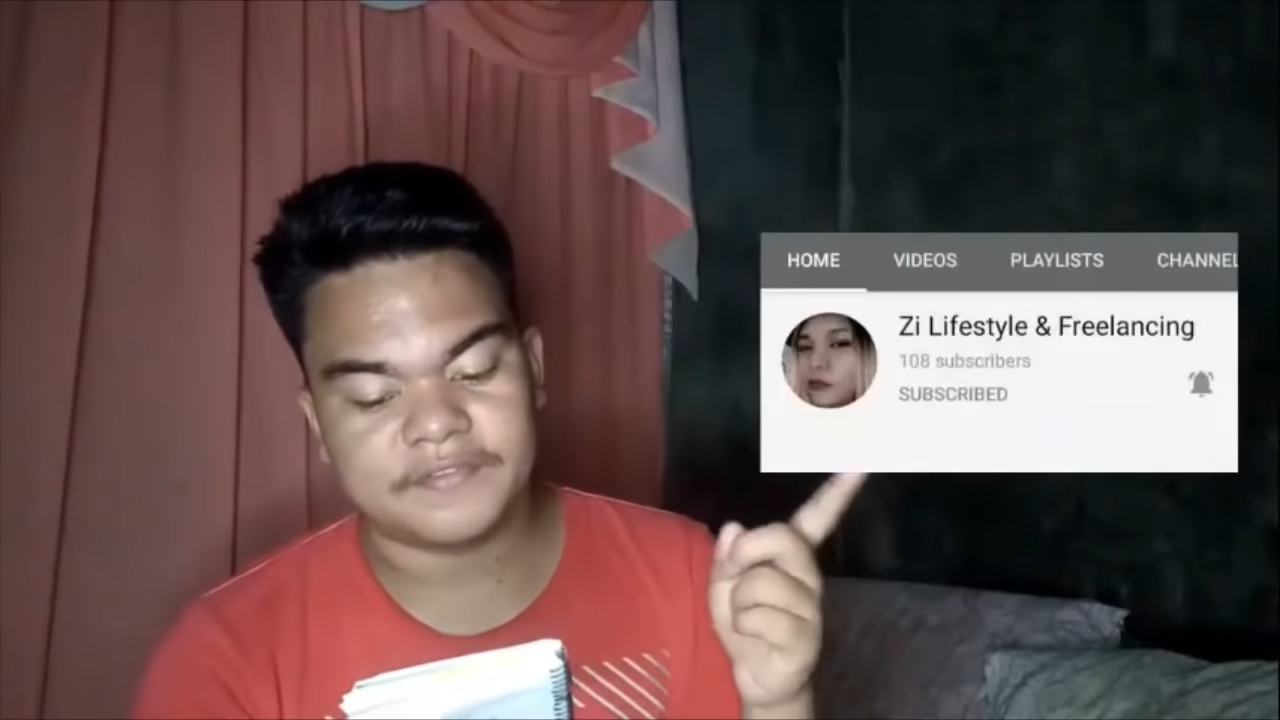 HOME VIDEOS PLAYLISTS CHANNEL
Zi Lifestyle & Freelancing
108 subscribers
SUBSCRIBED